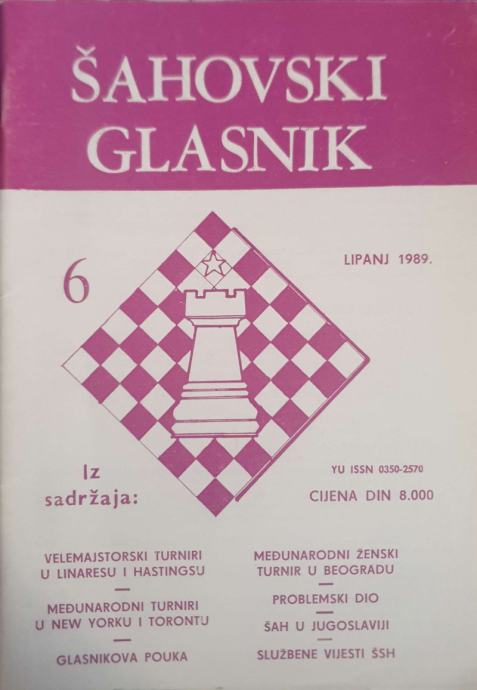 ŠAHOVSKI
GLASNIK
6
LIPANJ 1989.
Iz
sadržaja:
YU ISSN 0350-2570
CIJENA DIN 8.000
VELEMAJSTORSKI TURNIRI
U LINARESU I HASTINGSU
MEĐUNARODNI TURNIRI
U NEW YORKU I TORONTU
GLASNIKOVA POUKA
MEĐUNARODNI ŽENSKI
TURNIR U BEOGRADU
PROBLEMSKI DIO
ŠAH U JUGOSLAVIJI
SLUŽBENE VIJESTI ŠSH